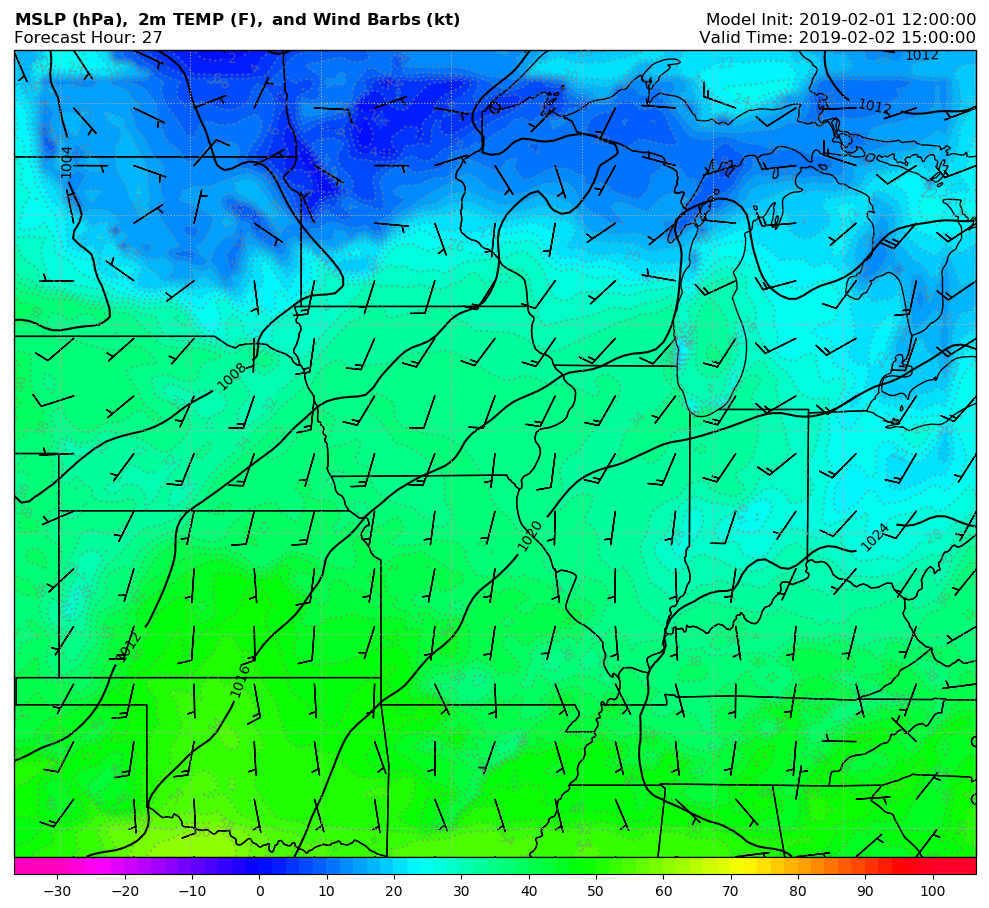 MSLP (hPa), 2m TEMP (F), and Wind Barbs (kt)
Model Init: 2019-02-01 12:00:00
Forecast Hour: 27
Valid Time: 2019-02-02 15:00:00
1012
1012
1004
1008
1020
1024
1012
1016
−30 −20 −10 0 10 20 30 40 50 60 70 80 90 100